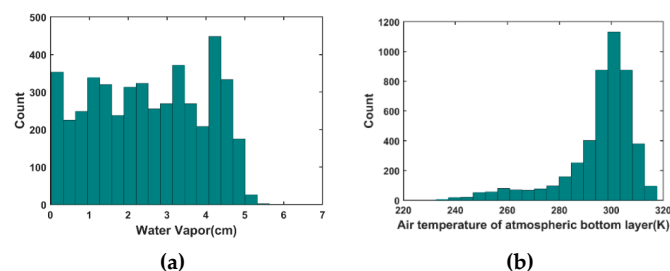 500
400
300
200
100
0
Count
0 1 2 3 4 5 6 7
Water Vapor(cm)
(a)
1200
1000
800
600
400
200
0
Count
220 240 260 280 300 320
Air temperature of atmospheric bottom layer(K)
(b)